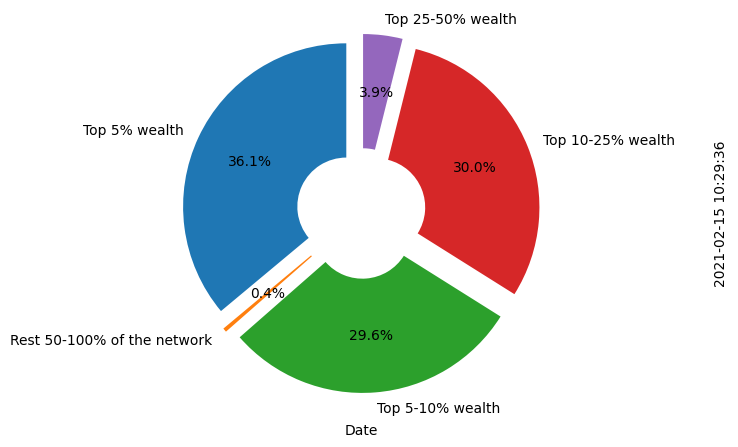 Top 25-50% wealth
3.9%
Top 5% wealth
36.1%
Top 10-25% wealth
30.0%
0.4%
Rest 50-100% of the network
29.6%
Top 5-10% wealth
Date
2021-02-15 10:29:36